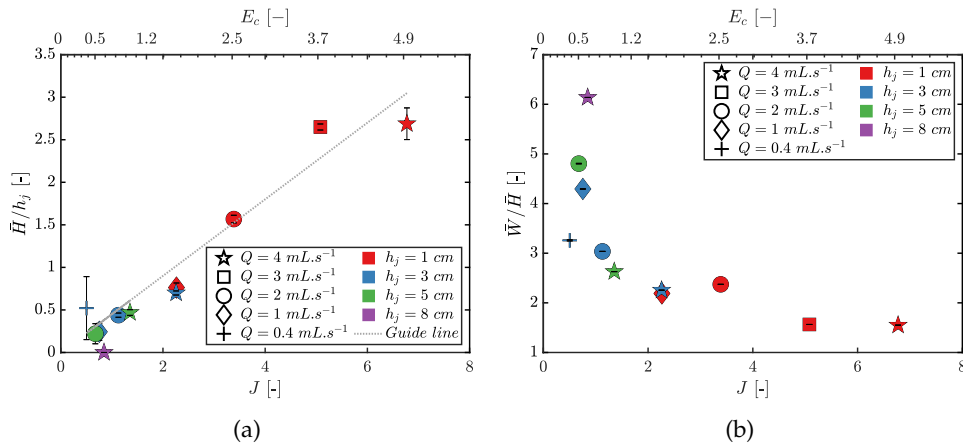 E_c [−]
0 0.5 1.2 2.5 3.7 4.9
3.5
3
2.5
2
1.5
1
0.5
0
H̄/h_j [-]
Q = 4 mL.s⁻¹ h_j = 1 cm
Q = 3 mL.s⁻¹ h_j = 3 cm
Q = 2 mL.s⁻¹ h_j = 5 cm
Q = 1 mL.s⁻¹ h_j = 8 cm
Q = 0.4 mL.s Guide line
0 2 4 6 8
J [-]
(a)
E_c [−]
0 0.5 1.2 2.5 3.7 4.9
7
6
5
4
3
2
1
W̄/H̄ [-]
Q = 4 mL.s⁻¹ h_j = 1 cm
Q = 3 mL.s⁻¹ h_j = 3 cm
Q = 2 mL.s⁻¹ h_j = 5 cm
Q = 1 mL.s⁻¹ h_j = 8 cm
Q = 0.4 mL.s⁻¹
0 2 4 6 8
J [-]
(b)